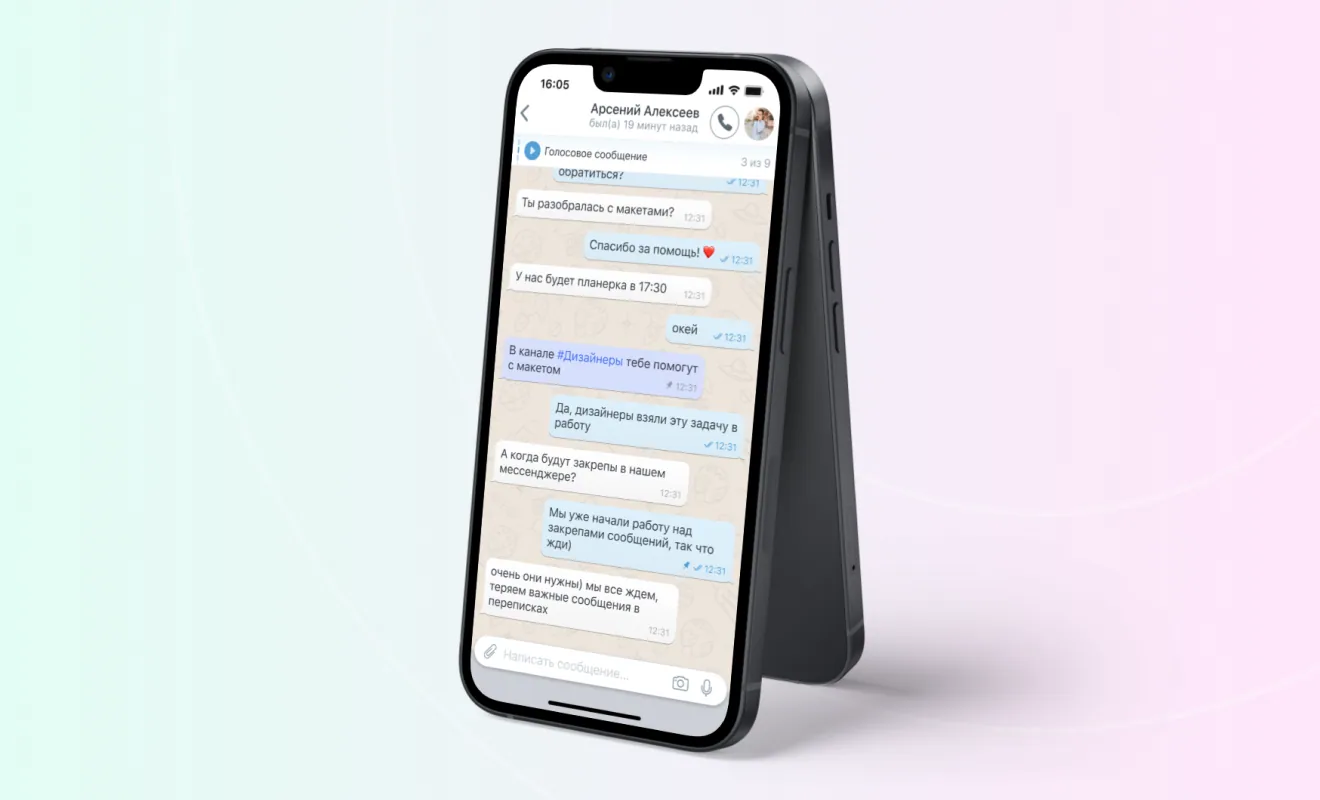 16:05
Арсений Алексеев
был(а) 19 минут назад
Голосовое сообщение
3 из 9
обратиться?
12:31
Ты разобралась с макетами?
12:31
Спасибо за помощь! ❤️
12:31
У нас будет планерка в 17:30
12:31
окей
12:31
В канале #Дизайнеры тебе помогут
с макетом
12:31
Да, дизайнеры взяли эту задачу в
работу
12:31
А когда будут закрепы в нашем
мессенджере?
12:31
Мы уже начали работу над
закрепами сообщений, так что
жди)
12:31
очень они нужны) мы все ждем,
теряем важные сообщения в
переписках
12:31
Написать сообщение...